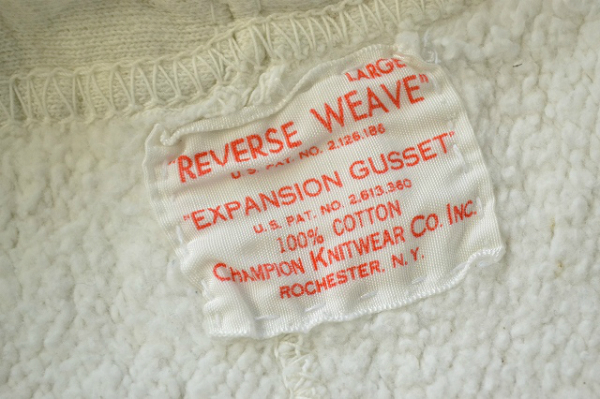 LARGE
"REVERSE WEAVE"
U.S. PAT. NO. 2.126.186
"EXPANSION GUSSET"
U.S. PAT. NO. 2.613.360
100% COTTON
CHAMPION KNITWEAR CO. INC.
ROCHESTER, N.Y.